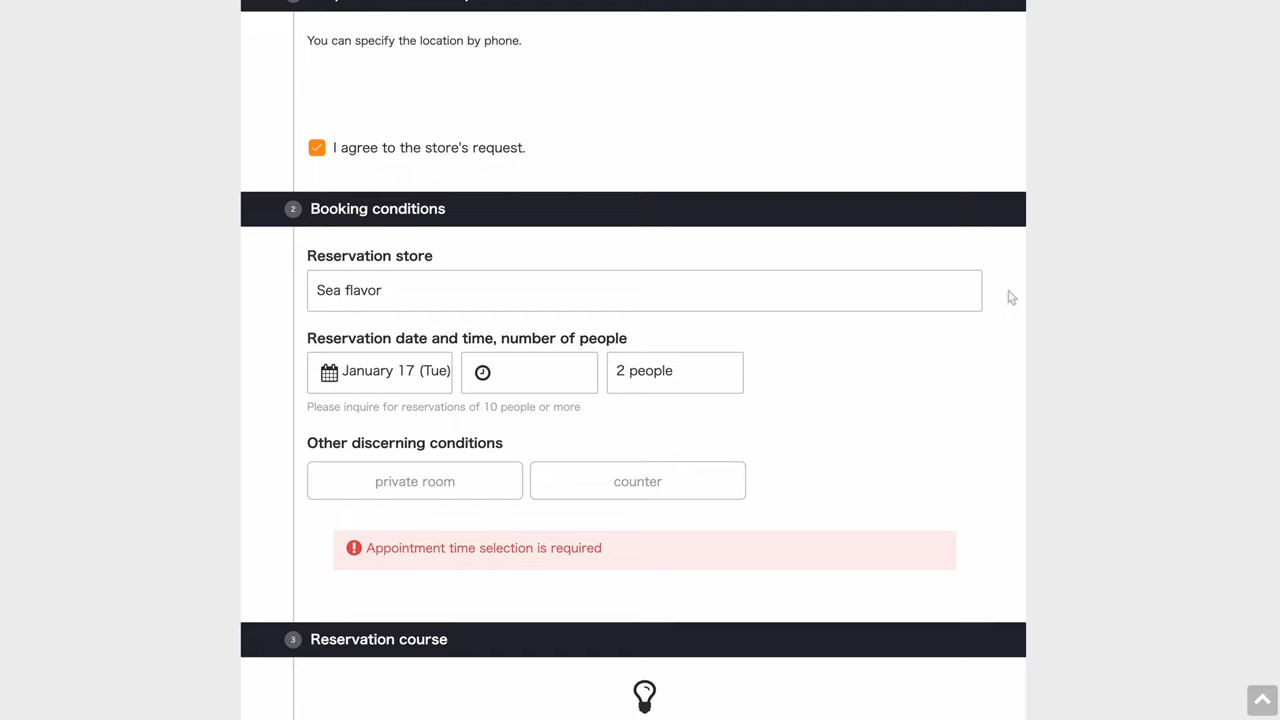 You can specify the location by phone.
I agree to the store's request.
2 Booking conditions
Reservation store
Sea flavor
Reservation date and time, number of people
January 17 (Tue)
2 people
Please inquire for reservations of 10 people or more
Other discerning conditions
private room
counter
Appointment time selection is required
3 Reservation course